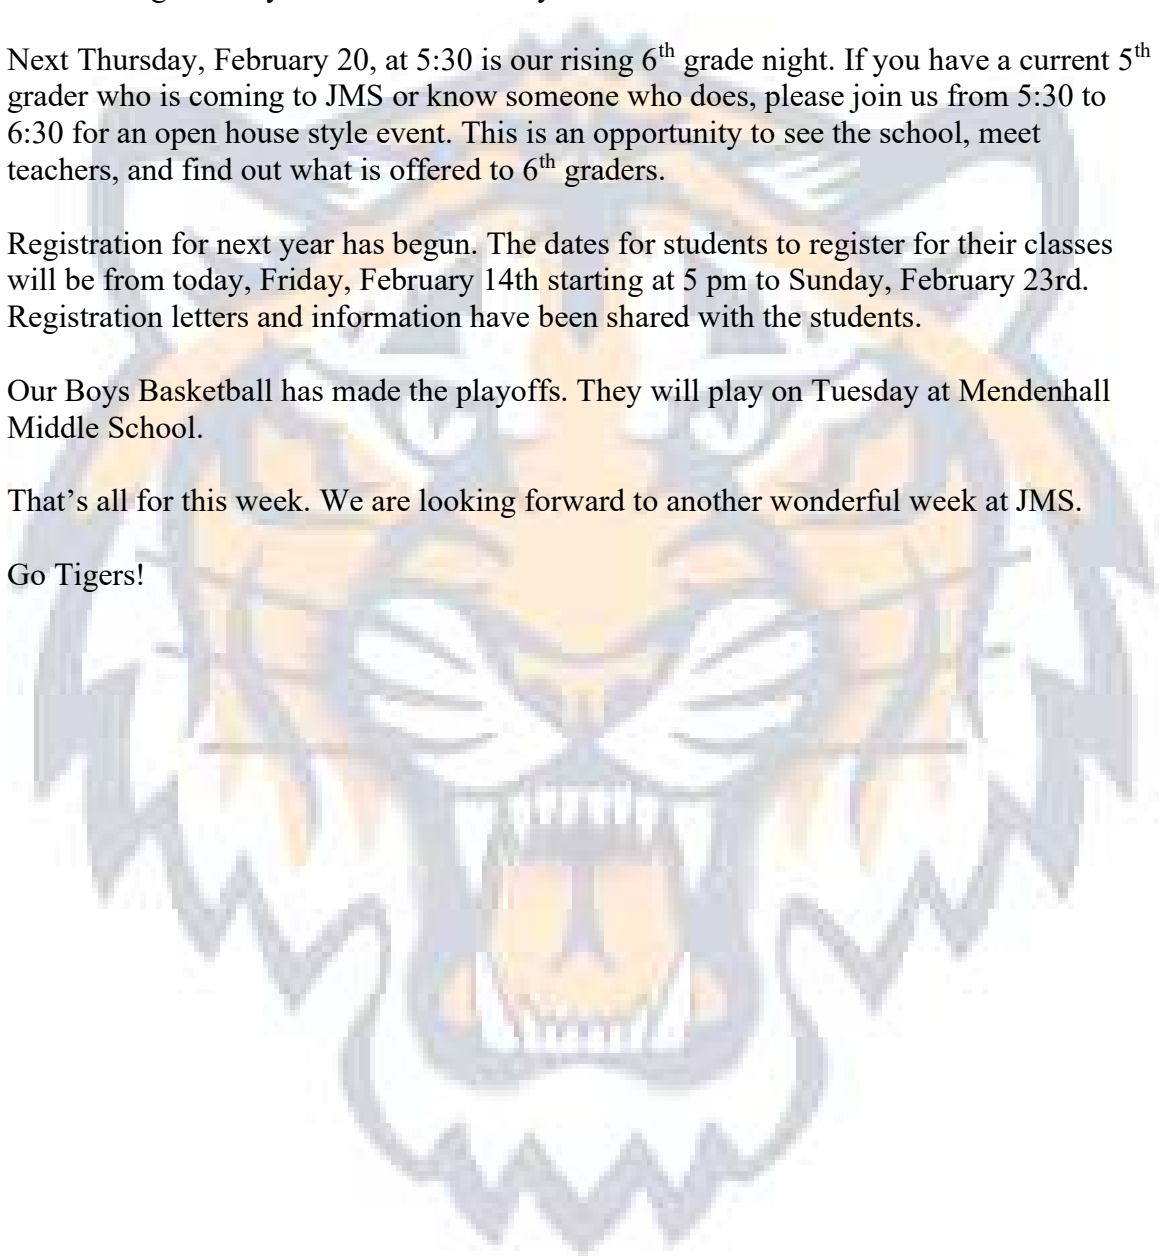 Next Thursday, February 20, at 5:30 is our rising 6th grade night. If you have a current 5th
grader who is coming to JMS or know someone who does, please join us from 5:30 to
6:30 for an open house style event. This is an opportunity to see the school, meet
teachers, and find out what is offered to 6th graders.
Registration for next year has begun. The dates for students to register for their classes
will be from today, Friday, February 14th starting at 5 pm to Sunday, February 23rd.
Registration letters and information have been shared with the students.
Our Boys Basketball has made the playoffs. They will play on Tuesday at Mendenhall
Middle School.
That’s all for this week. We are looking forward to another wonderful week at JMS.
Go Tigers!